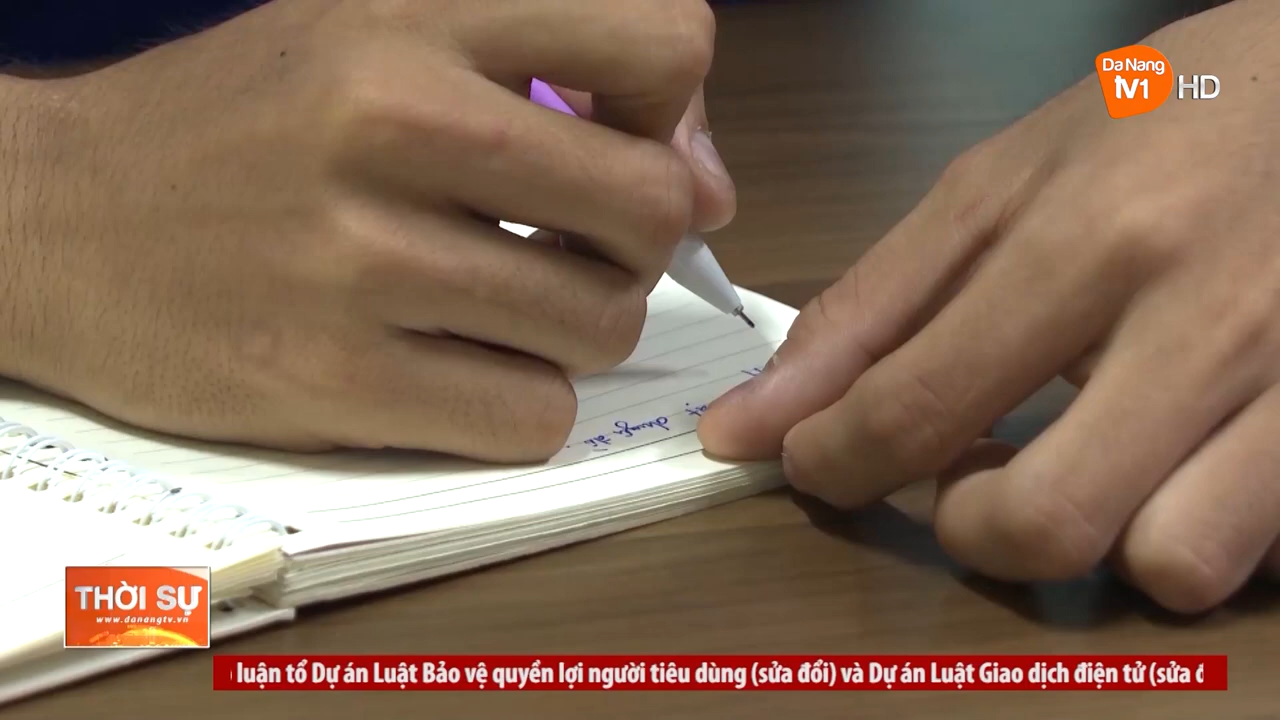 Da Nang
TV1 HD
THỜI SỰ
www.danangtv.vn
luận tổ Dự án Luật Bảo vệ quyền lợi người tiêu dùng (sửa đổi) và Dự án Luật Giao dịch điện tử (sửa